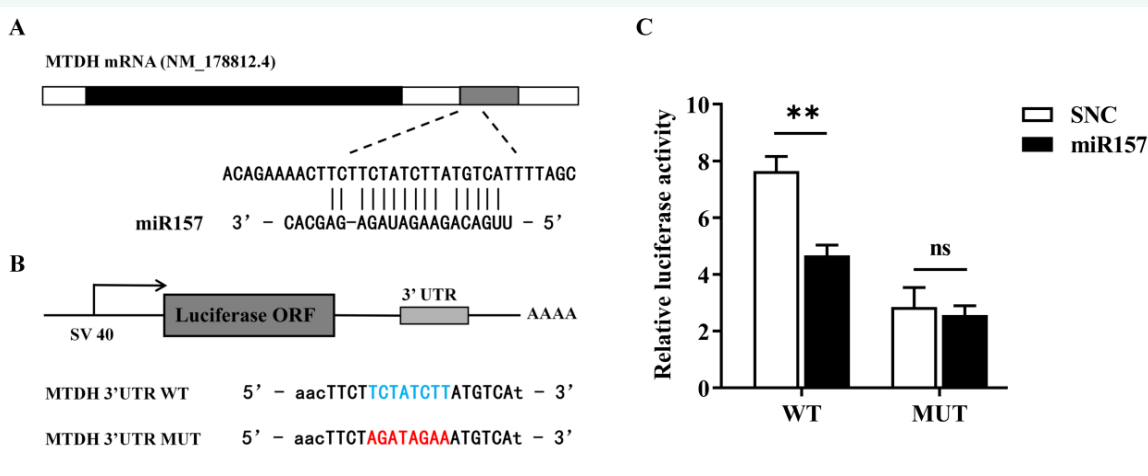 A
MTDH mRNA (NM_178812.4)
ACAGAAAACTTCTTCTATCTTATGTCATTTTAGC
miR157 3' - CACGAG-AGAUAGAAGACAGUU - 5'
B
SV 40
Luciferase ORF
3' UTR
AAAA
MTDH 3'UTR WT 5' - aacTTCTTCTATCTTATGTCAt - 3'
MTDH 3'UTR MUT 5' - aacTTCTAGATAGAAATGTCAt - 3'
C
Relative luciferase activity
10
8
6
4
2
0
**
ns
WT
MUT
SNC
miR157